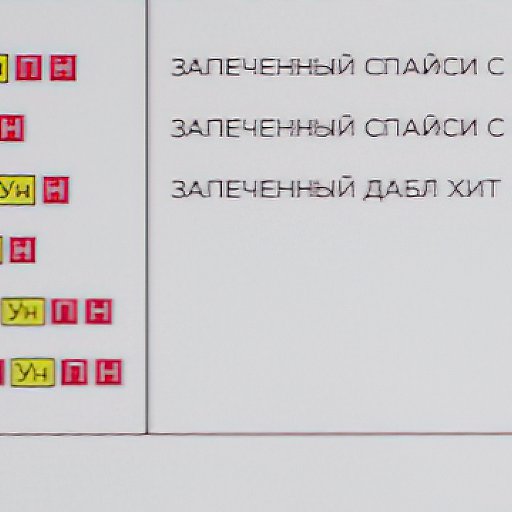 П Н ЗАПЕЧЕННЫЙ СПАЙСИ С
Н ЗАПЕЧЕННЫЙ СПАЙСИ С
Ун Н ЗАПЕЧЕННЫЙ ДАБЛ ХИТ
Н
Ун П Н
Ун П Н